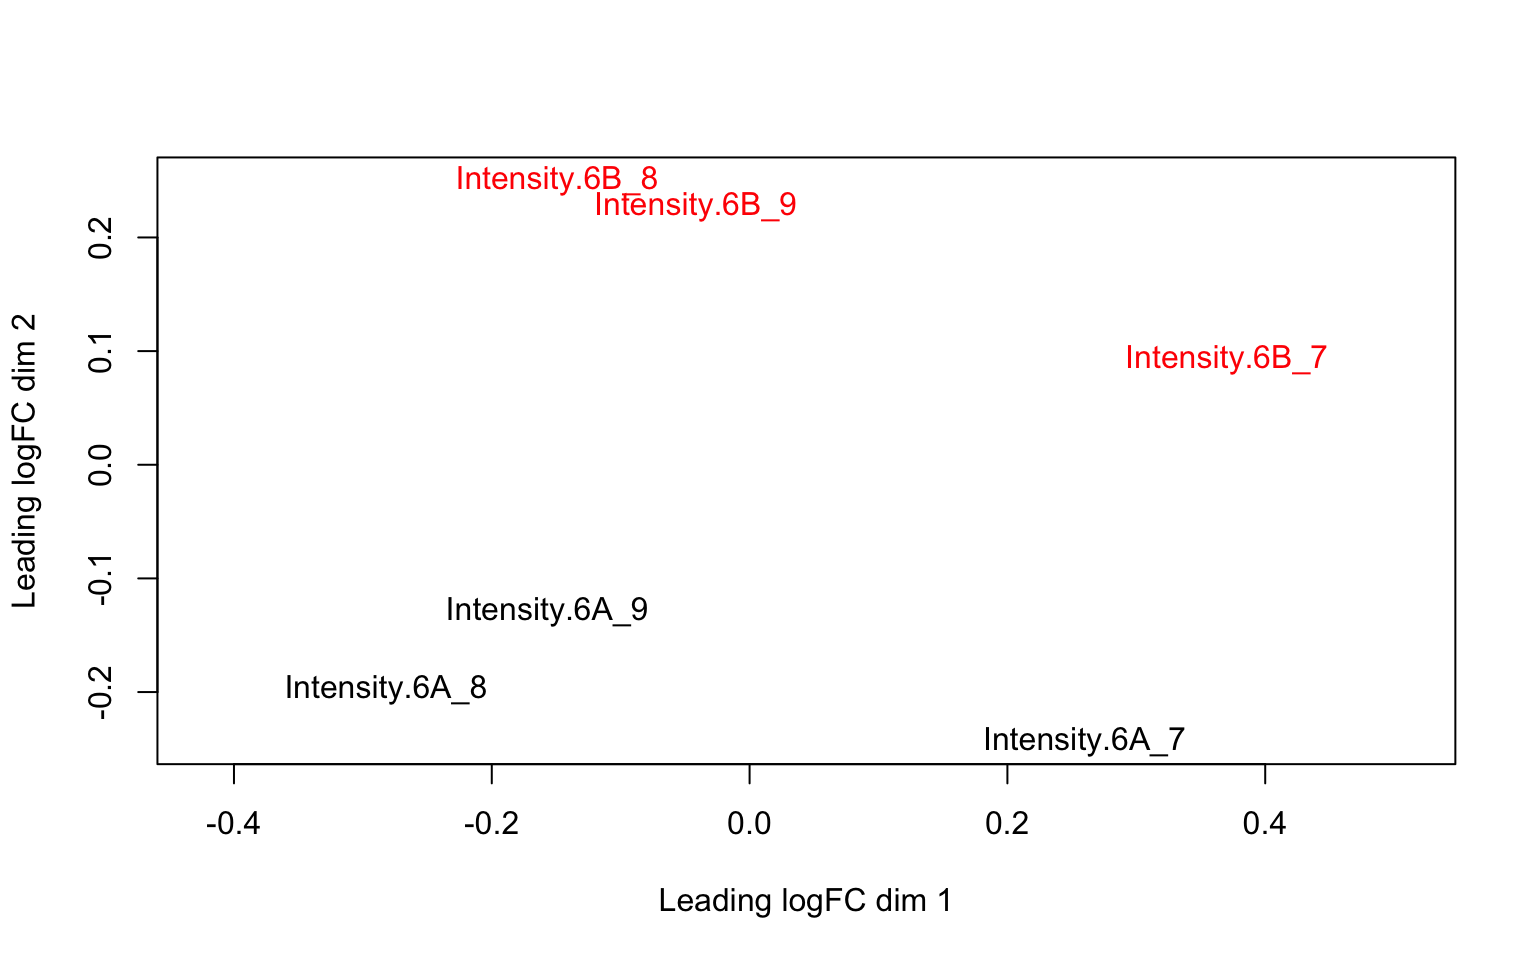 Intensity.6B_8
Intensity.6B_9
0.2
Intensity.6B_7
0.1
0.0
-0.1
-0.2
Leading logFC dim 2
Intensity.6A_9
Intensity.6A_8
Intensity.6A_7
-0.4 -0.2 0.0 0.2 0.4
Leading logFC dim 1